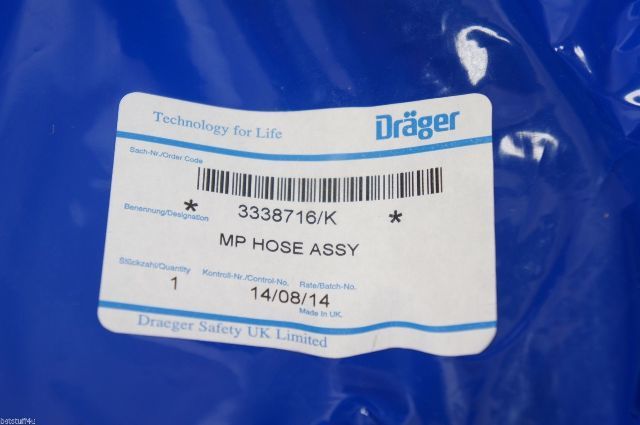 Technology for Life
Dräger
Sach-Nr./Order Code
* 3338716/K *
Benennung/Designation
MP HOSE ASSY
Stückzahl/Quantity Kontroll-Nr./Control-No. Rate/Batch-No.
1 14/08/14
Made In UK.
Draeger Safety UK Limited
batstuff4u